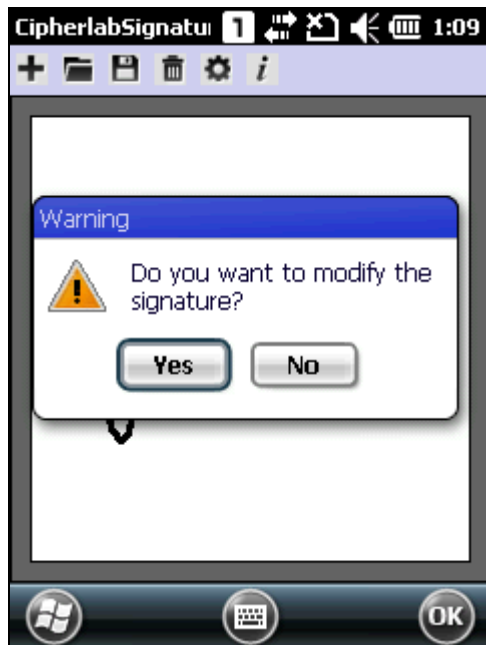 CipherlabSignatu 1 1:09
i
Warning
Do you want to modify the
signature?
Yes No
OK